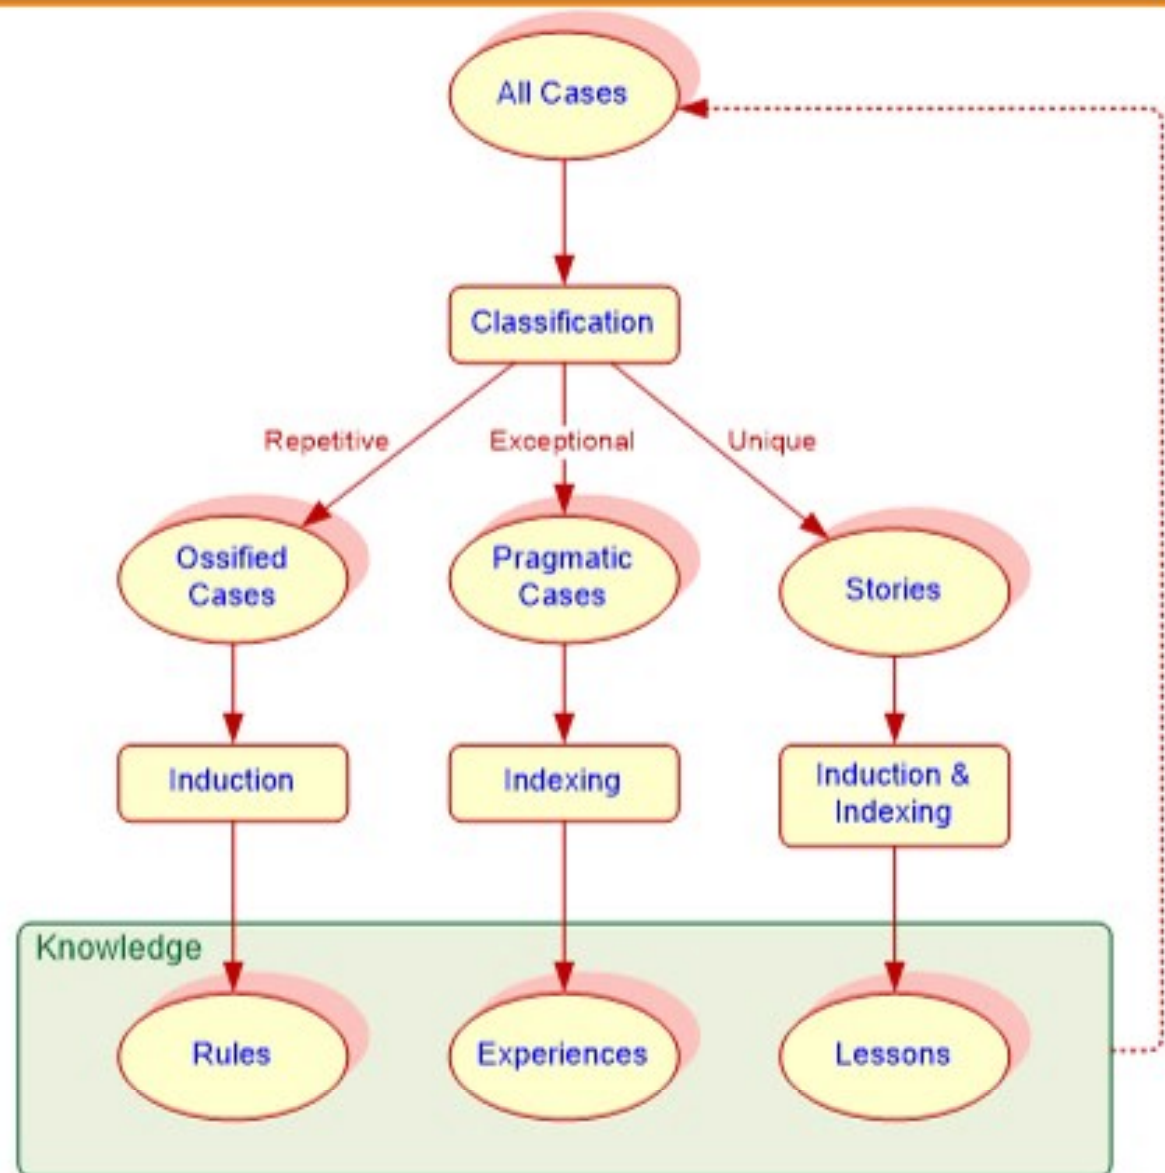 All Cases
Classification
Repetitive
Exceptional
Unique
Ossified
Cases
Pragmatic
Cases
Stories
Induction
Indexing
Induction &
Indexing
Knowledge
Rules
Experiences
Lessons